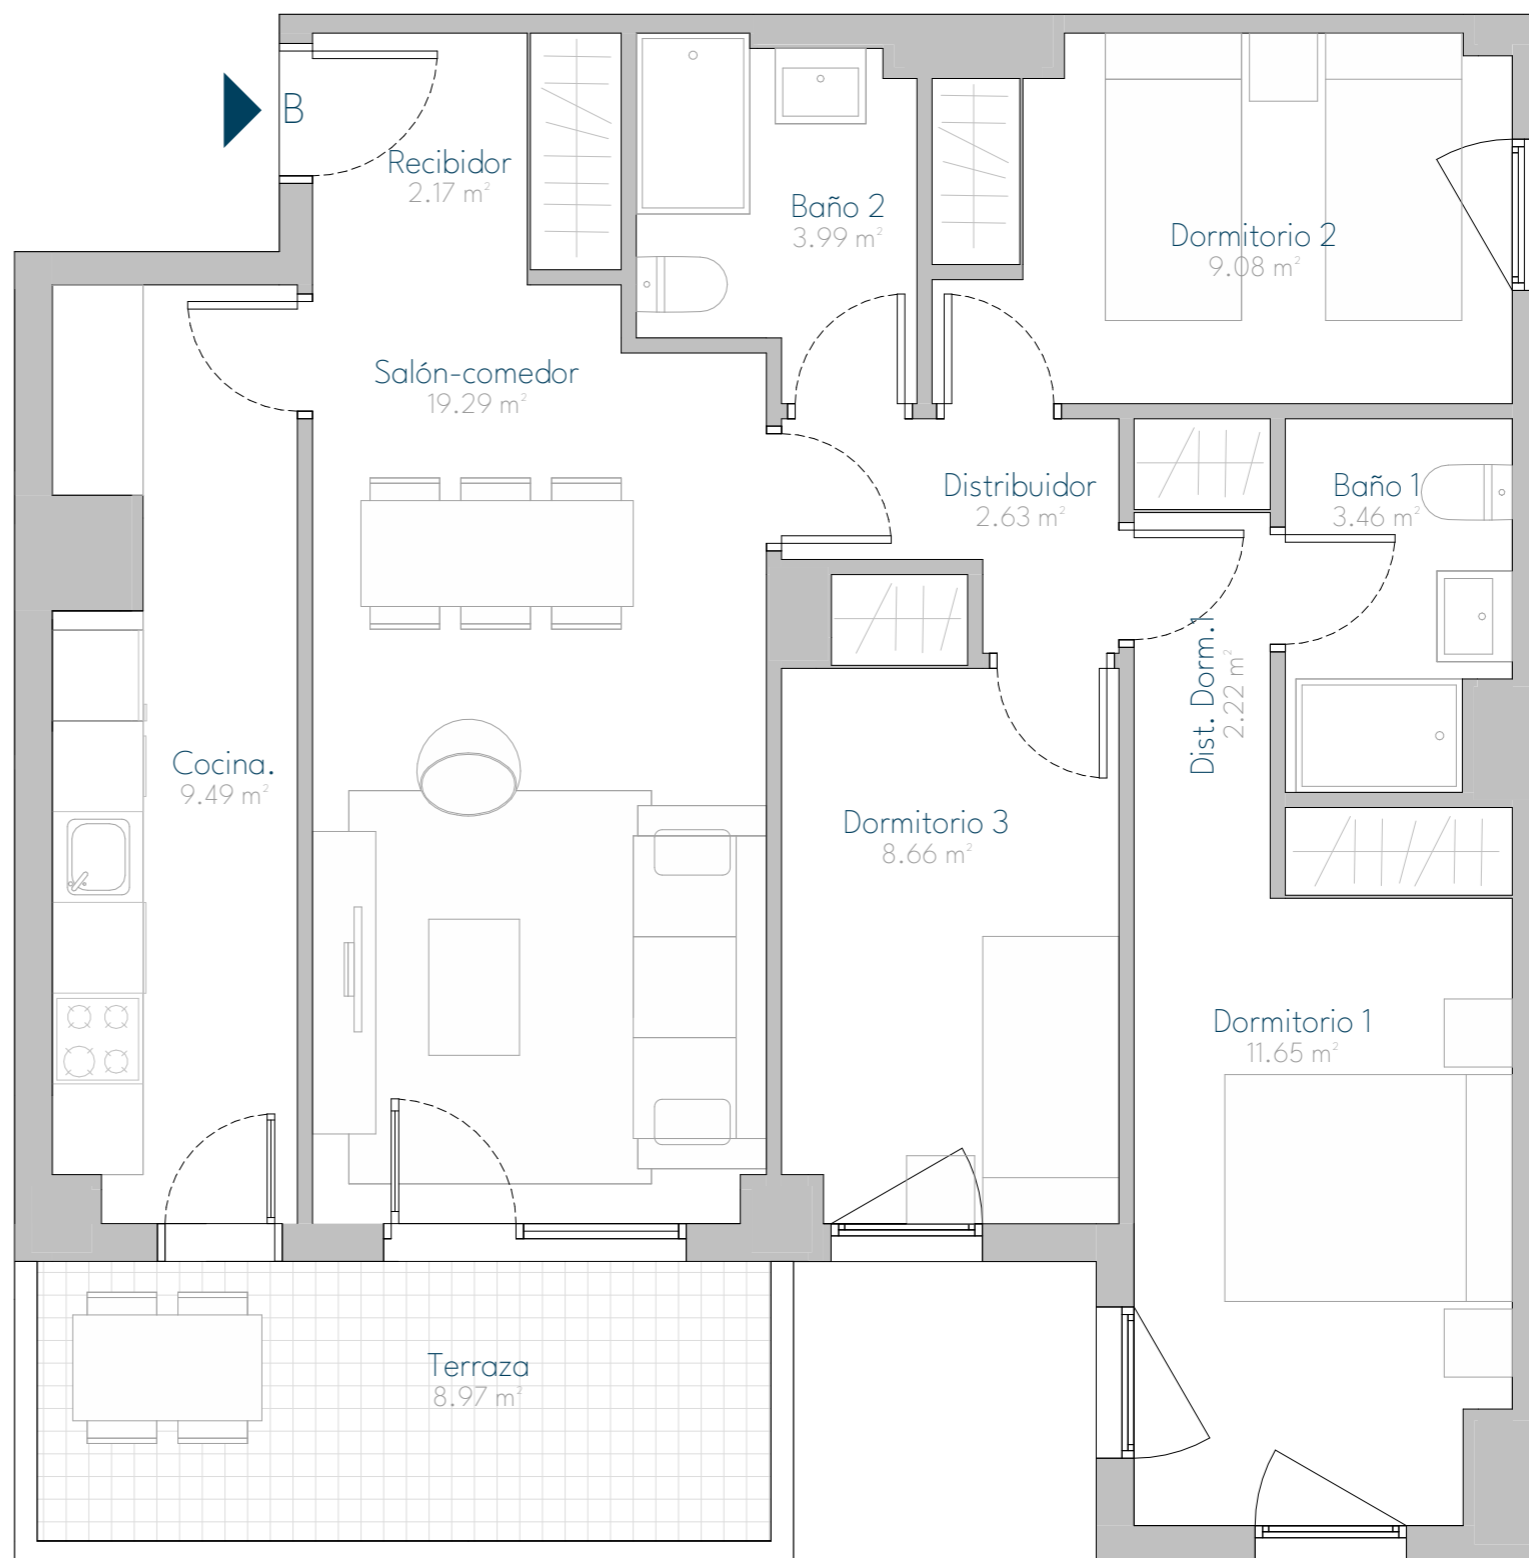 B
Recibidor
2.17 m²
Baño 2
3.99 m²
Dormitorio 2
9.08 m²
Salón-comedor
19.29 m²
Distribuidor
2.63 m²
Baño 1
3.46 m²
Dist. Dorm.1
2.22 m²
Cocina.
9.49 m²
Dormitorio 3
8.66 m²
Dormitorio 1
11.65 m²
Terraza
8.97 m²